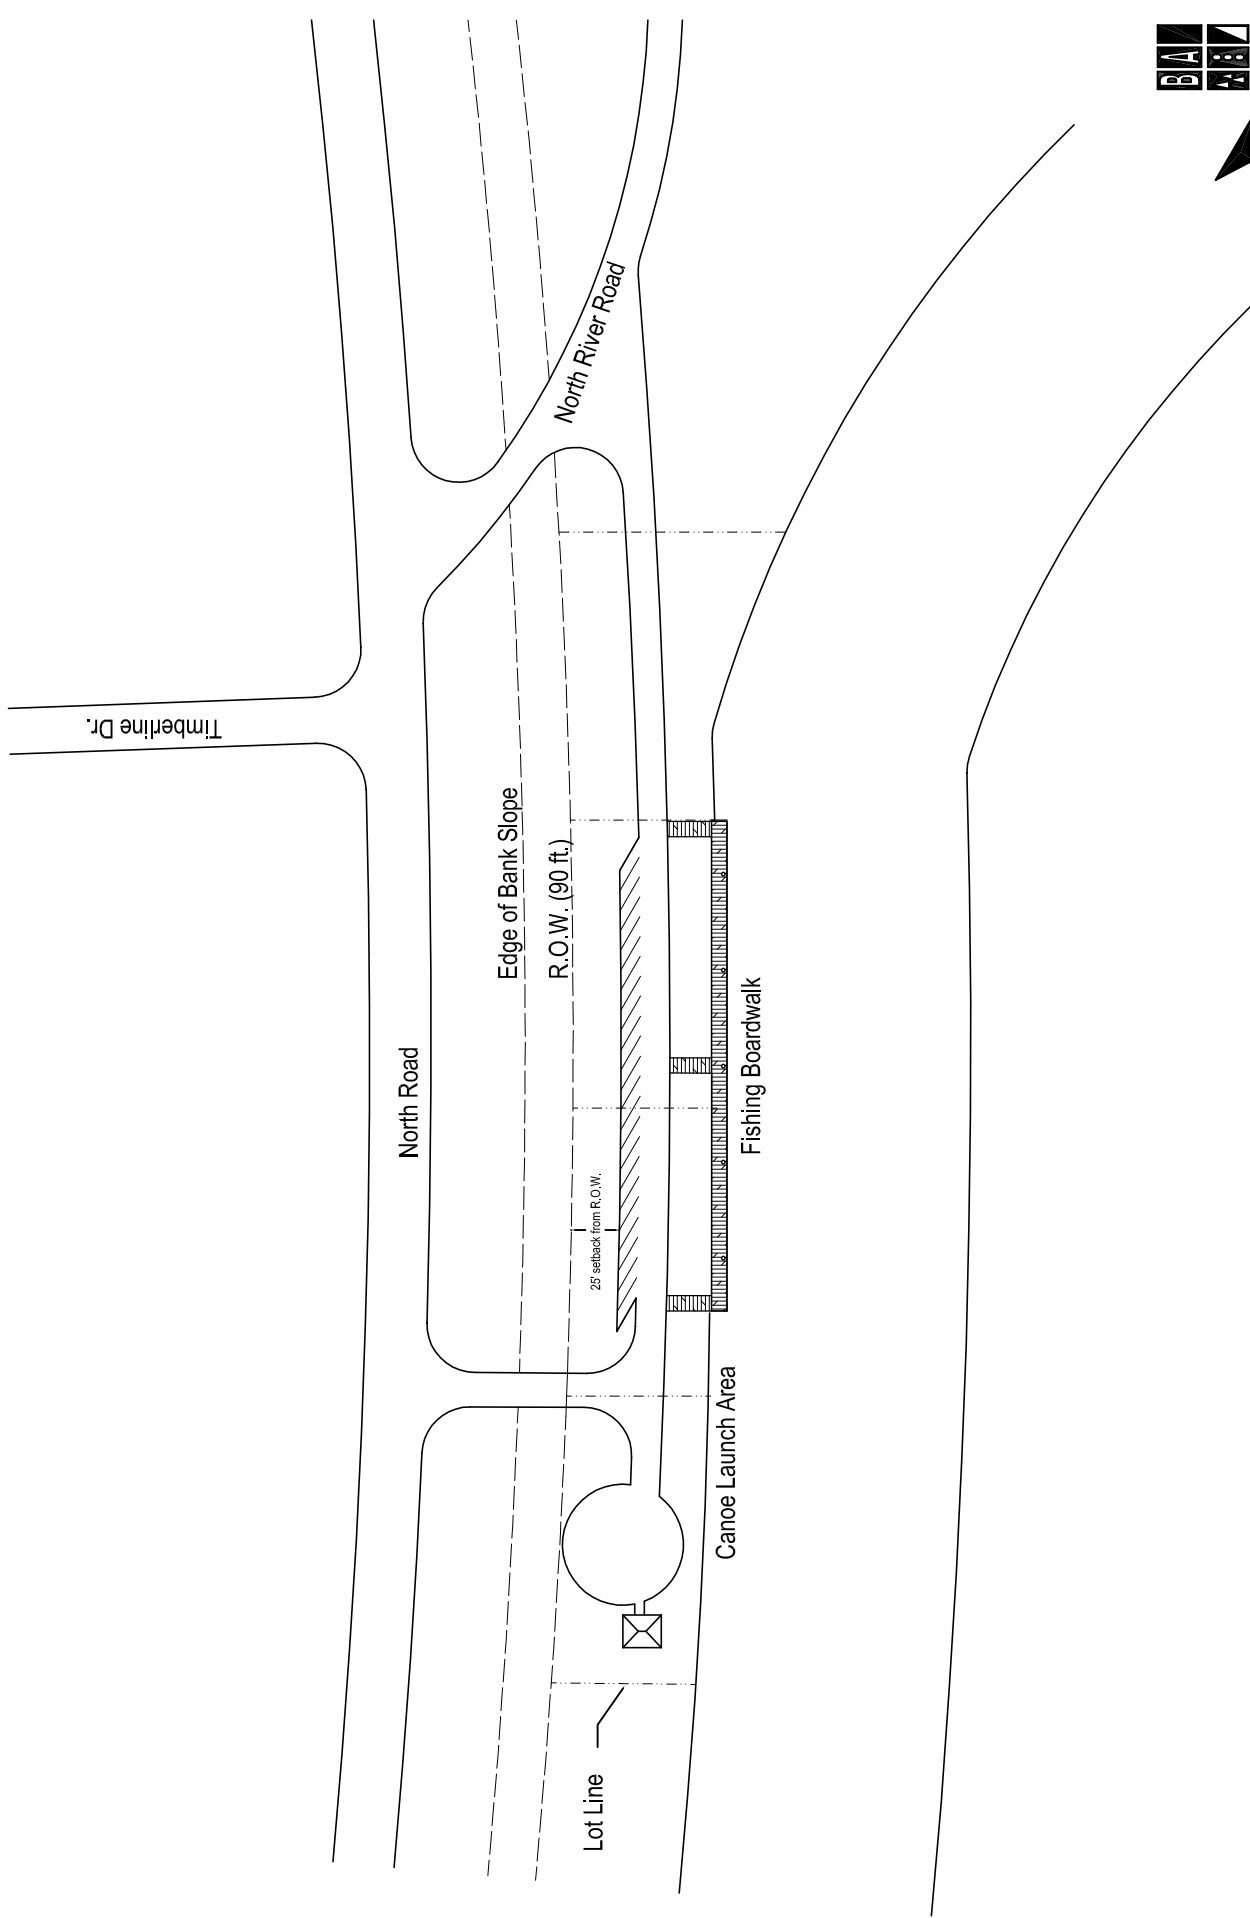 BA
North River Road
Timberline Dr.
Edge of Bank Slope
R.O.W. (90 ft.)
North Road
Fishing Boardwalk
25' setback from R.O.W.
Canoe Launch Area
Lot Line